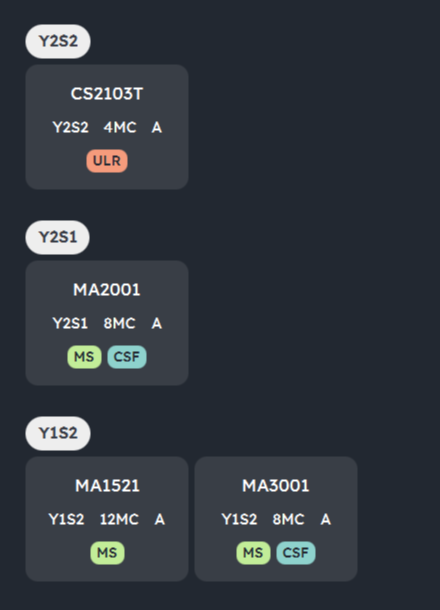 Y2S2
CS2103T
Y2S2 4MC A
ULR
Y2S1
MA2001
Y2S1 8MC A
MS CSF
Y1S2
MA1521
Y1S2 12MC A
MS
MA3001
Y1S2 8MC A
MS CSF